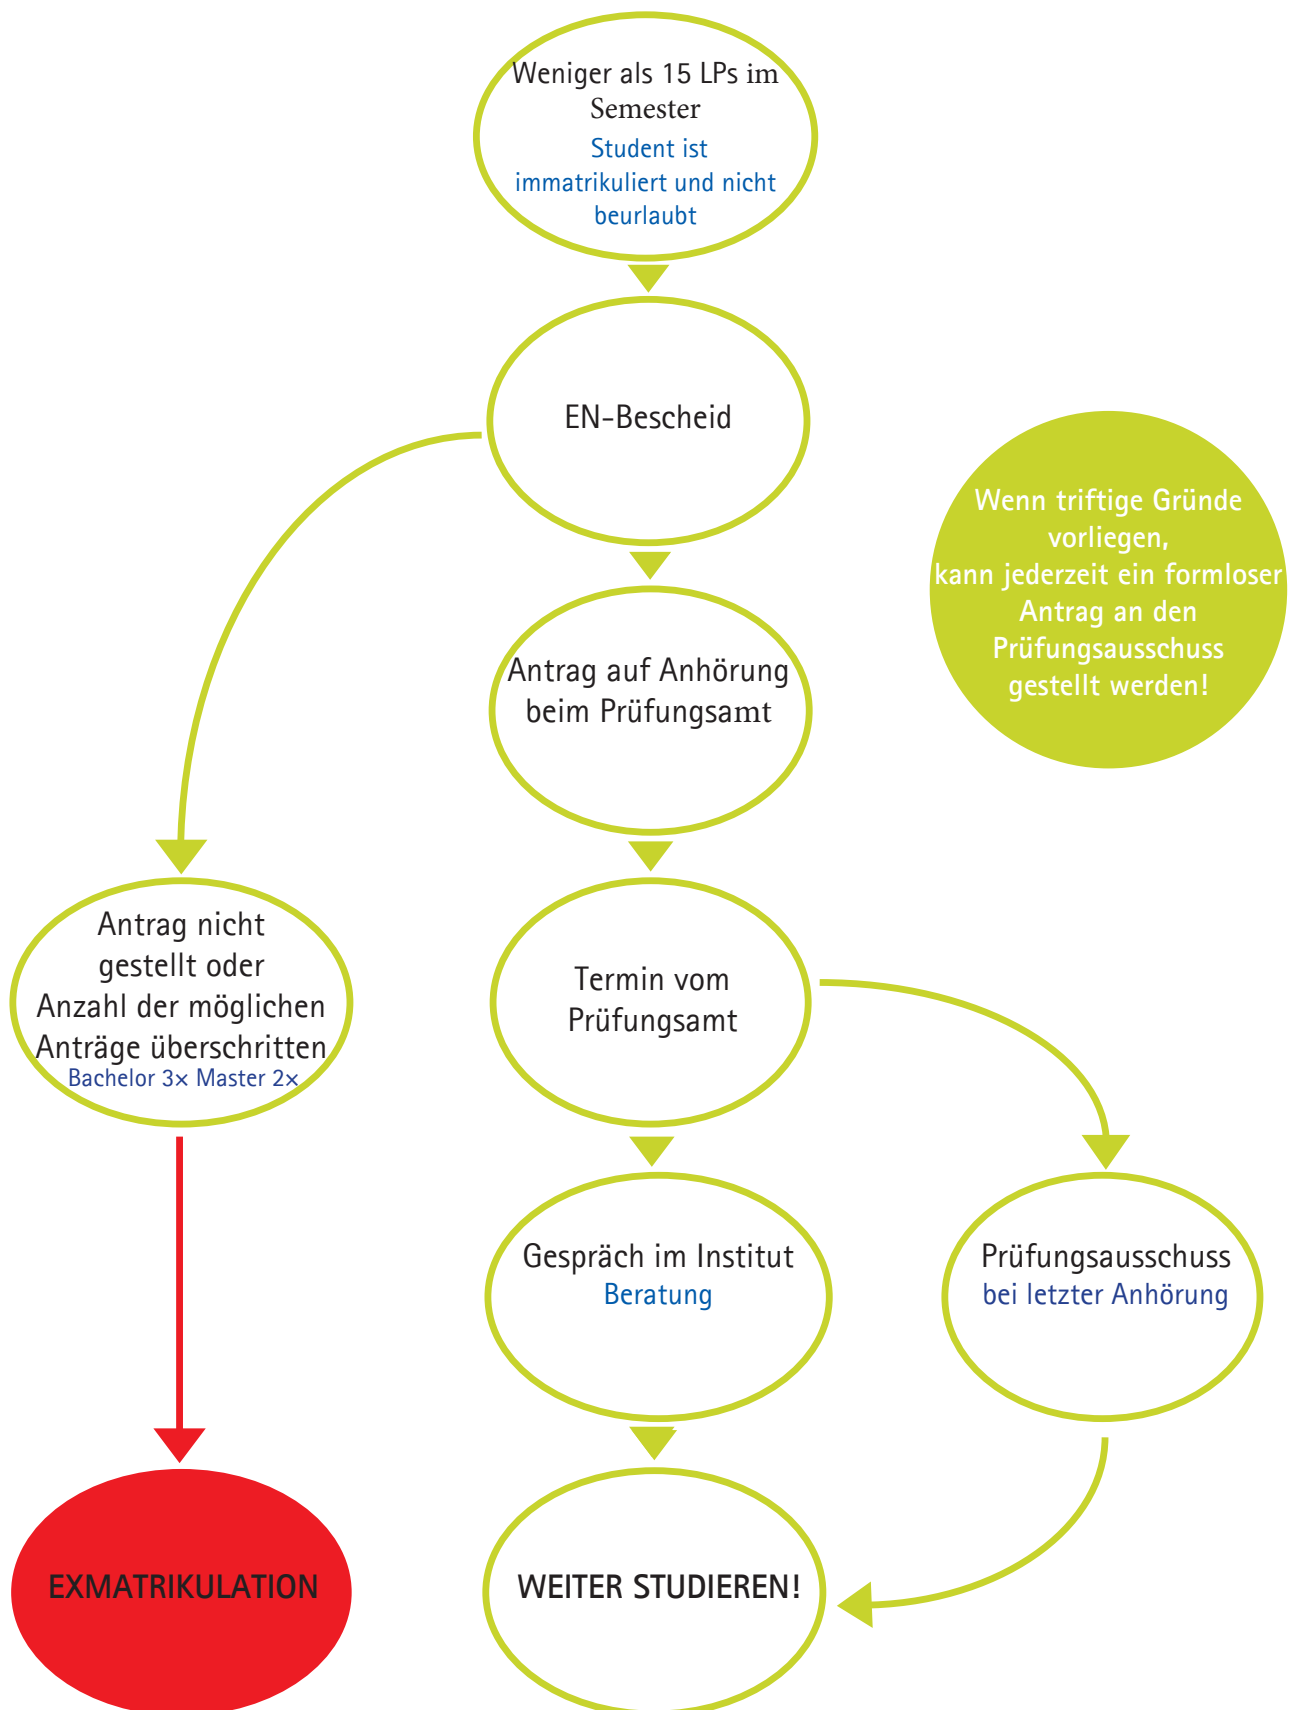 Weniger als 15 LPs im
Semester
Student ist
immatrikuliert und nicht
beurlaubt
EN-Bescheid
Wenn triftige Gründe
vorliegen,
kann jederzeit ein formloser
Antrag an den
Prüfungsausschuss
gestellt werden!
Antrag auf Anhörung
beim Prüfungsamt
Antrag nicht
gestellt oder
Anzahl der möglichen
Anträge überschritten
Bachelor 3× Master 2×
Termin vom
Prüfungsamt
Gespräch im Institut
Beratung
Prüfungsausschuss
bei letzter Anhörung
EXMATRIKULATION
WEITER STUDIEREN!